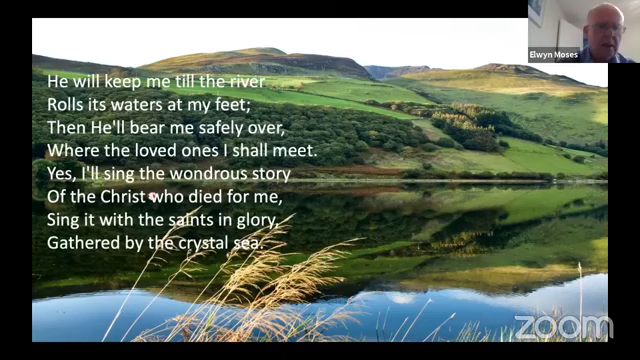 Elwyn Moses
He will keep me till the river
Rolls its waters at my feet;
Then He'll bear me safely over,
Where the loved ones I shall meet.
Yes, I'll sing the wondrous story
Of the Christ who died for me,
Sing it with the saints in glory,
Gathered by the crystal sea.
zoom